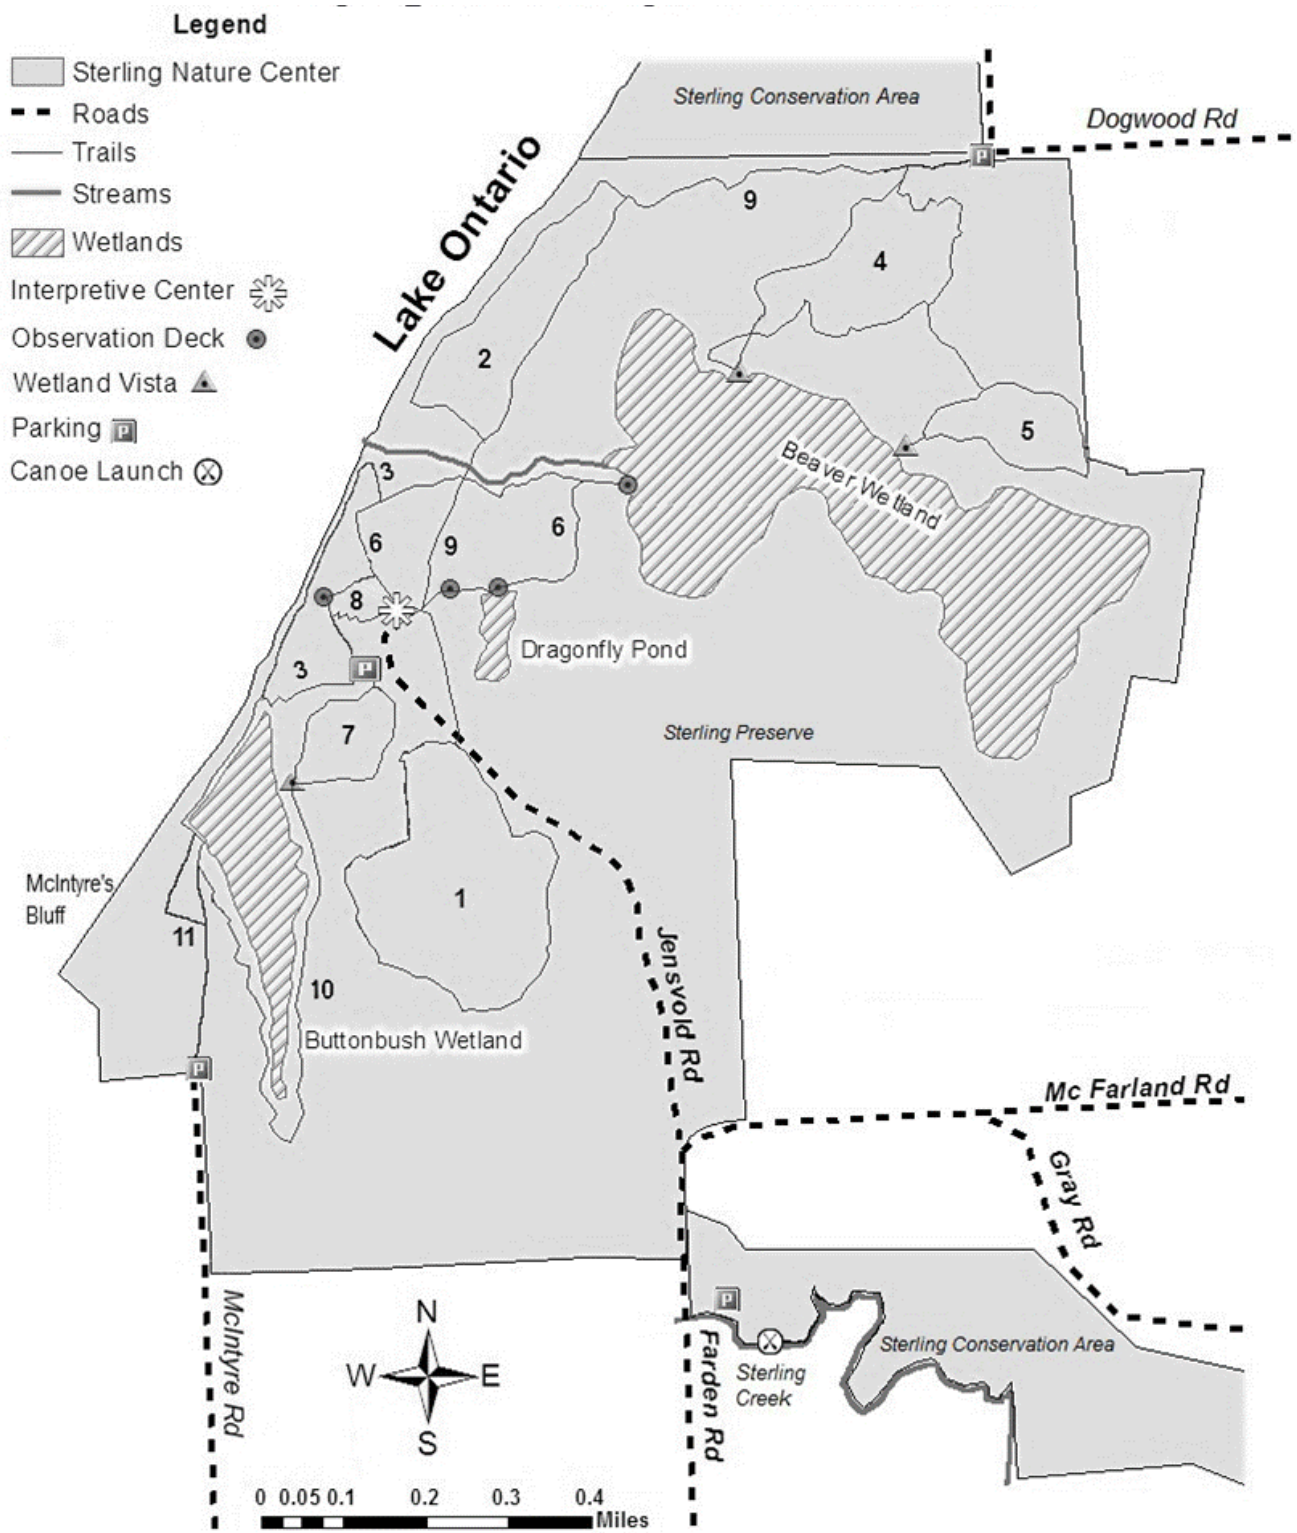 Legend
Sterling Nature Center
Roads
Trails
Streams
Wetlands
Interpretive Center
Observation Deck
Wetland Vista
Parking
P
Canoe Launch
Sterling Conservation Area
Dogwood Rd
P
Lake Ontario
9
4
2
5
3
Beaver Wetland
6
9
6
8
Dragonfly Pond
3
P
7
Sterling Preserve
McIntyre's
Bluff
1
11
10
Jensvold Rd
Buttonbush Wetland
P
Mc Farland Rd
Gray Rd
P
McIntyre Rd
Farden Rd
Sterling
Creek
Sterling Conservation Area
N
W E
S
0 0.05 0.1 0.2 0.3 0.4
Miles